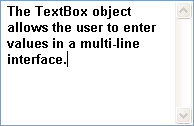 The TextBox object
allows the user to enter
values in a multi-line
interface.